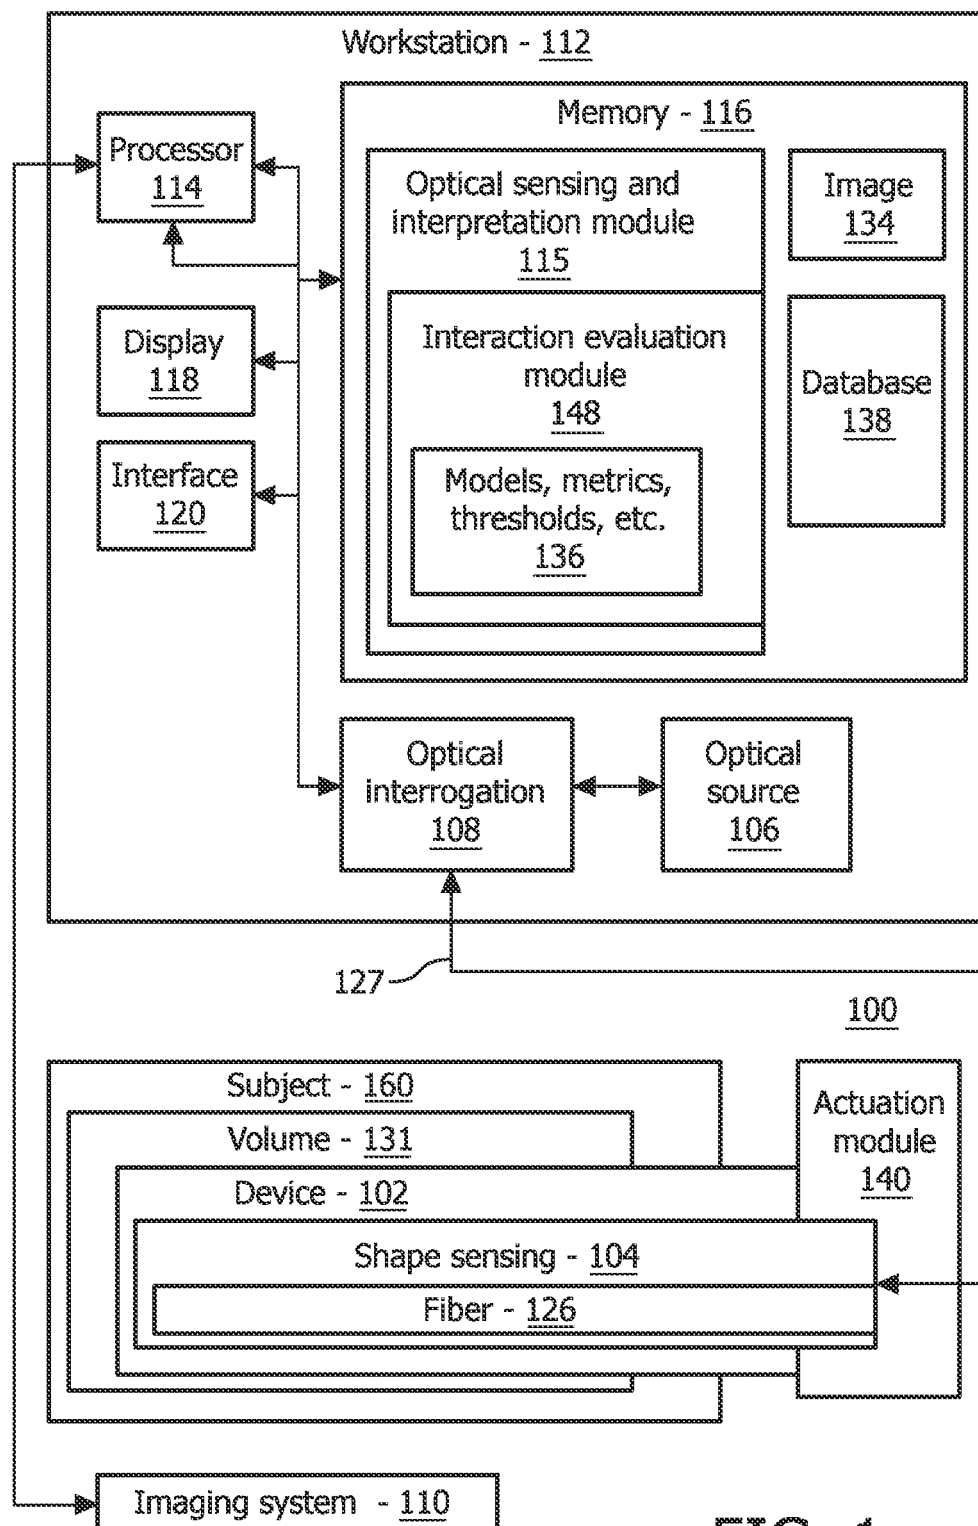 Workstation - 112
Memory - 116
Processor
114
Optical sensing and
interpretation module
115
Image
134
Display
118
Interaction evaluation
module
148
Database
138
Interface
120
Models, metrics,
thresholds, etc.
136
Optical
interrogation
108
Optical
source
106
127
100
Subject - 160
Volume - 131
Device - 102
Shape sensing - 104
Fiber - 126
Actuation
module
140
Imaging system - 110
FIG. 1